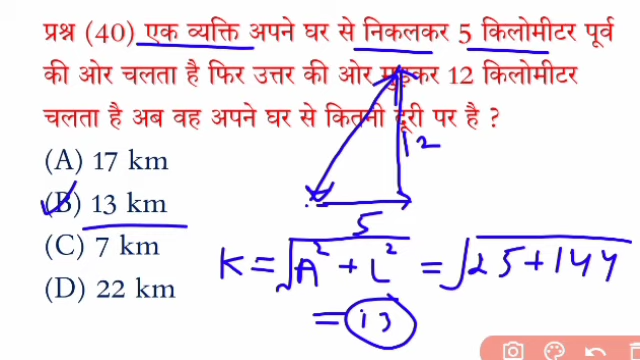 प्रश्न (40) एक व्यक्ति अपने घर से निकलकर 5 किलोमीटर पूर्व
की ओर चलता है फिर उत्तर की ओर मुड़कर 12 किलोमीटर
चलता है अब वह अपने घर से कितनी दूरी पर है ?
(A) 17 km
(B) 13 km
(C) 7 km
(D) 22 km
12
5
K = √A² + L² = √25+144
= 13